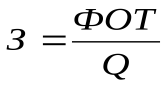 З = ФОТ / Q